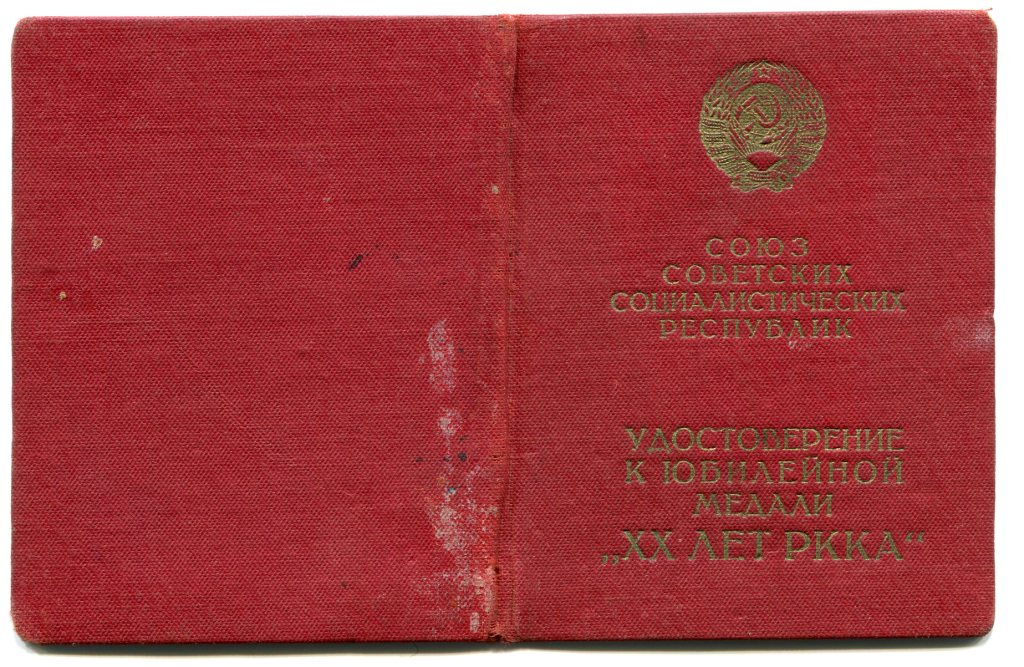 СОЮЗ
СОВЕТСКИХ
СОЦИАЛИСТИЧЕСКИХ
РЕСПУБЛИК
УДОСТОВЕРЕНИЕ
К ЮБИЛЕЙНОЙ
МЕДАЛИ
„XX ЛЕТ РККА“